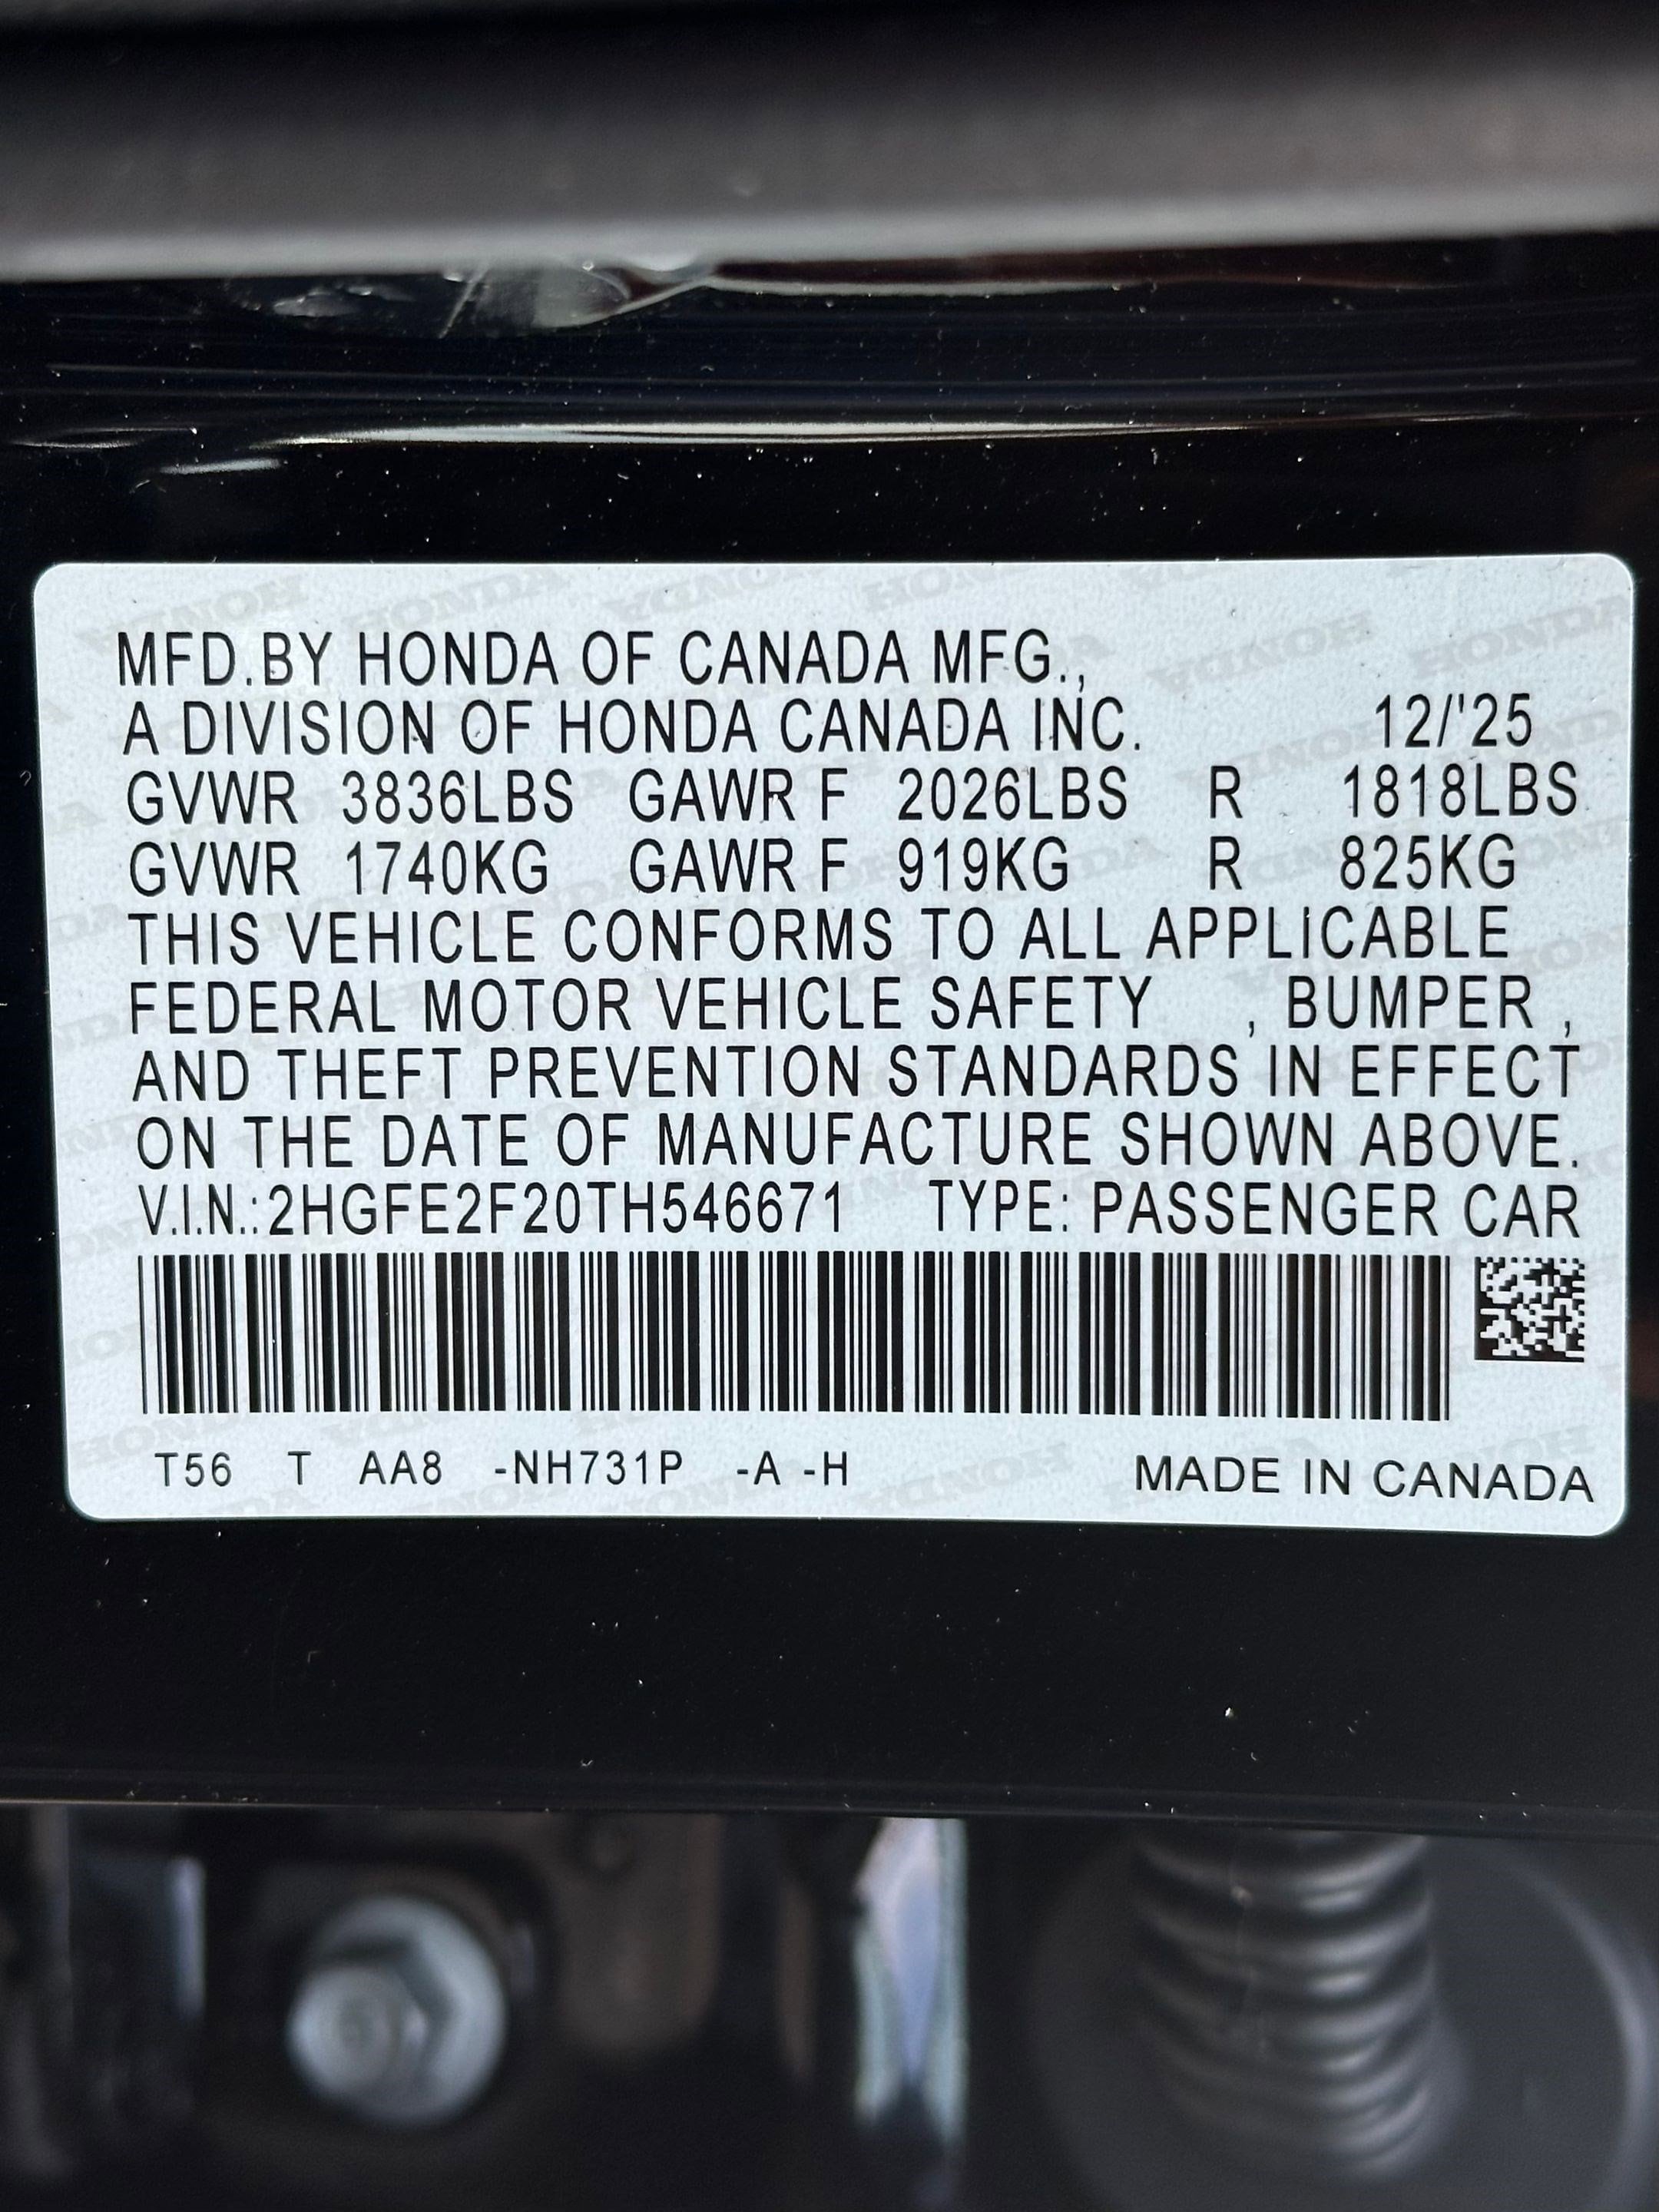 MFD.BY HONDA OF CANADA MFG.,
A DIVISION OF HONDA CANADA INC. 12/'25
GVWR 3836LBS GAWR F 2026LBS R 1818LBS
GVWR 1740KG GAWR F 919KG R 825KG
THIS VEHICLE CONFORMS TO ALL APPLICABLE
FEDERAL MOTOR VEHICLE SAFETY , BUMPER ,
AND THEFT PREVENTION STANDARDS IN EFFECT
ON THE DATE OF MANUFACTURE SHOWN ABOVE.
V.I.N.:2HGFE2F20TH546671 TYPE: PASSENGER CAR
T56 T AA8 -NH731P -A -H MADE IN CANADA